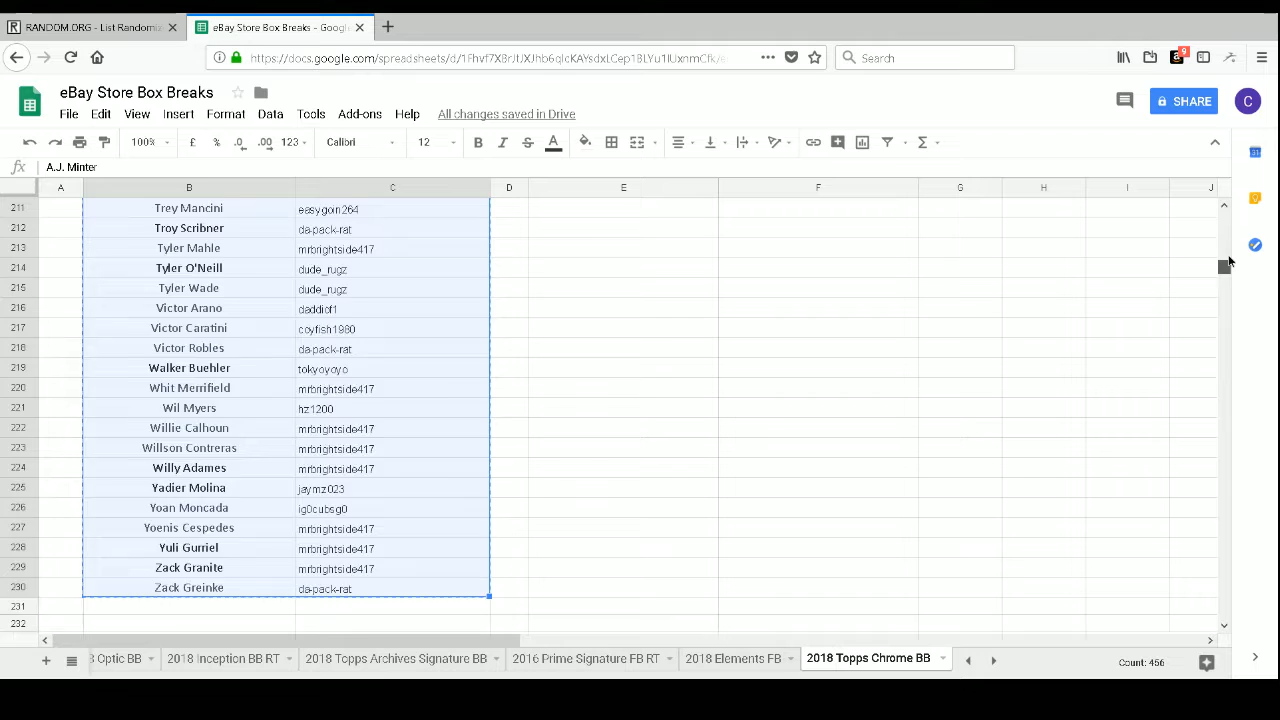 RANDOM.ORG - List Randomi
eBay Store Box Breaks - Googl
Search
9
eBay Store Box Breaks
File Edit View Insert Format Data Tools Add-ons Help All changes saved in Drive
SHARE
C
100% £ % .0 .00 123 Calibri 12 B I S A Σ
fx A.J. Minter
A B C D E F G H I J
211 Trey Mancini easygoin264
212 Troy Scribner da-pack-rat
213 Tyler Mahle mrbrightside417
214 Tyler O'Neill dude_rugz
215 Tyler Wade dude_rugz
216 Victor Arano daddiof1
217 Victor Caratini coyfish1980
218 Victor Robles da-pack-rat
219 Walker Buehler tokyoyoyo
220 Whit Merrifield mrbrightside417
221 Wil Myers hz1200
222 Willie Calhoun mrbrightside417
223 Willson Contreras mrbrightside417
224 Willy Adames mrbrightside417
225 Yadier Molina jaymz023
226 Yoan Moncada ig0cubsg0
227 Yoenis Cespedes mrbrightside417
228 Yuli Gurriel mrbrightside417
229 Zack Granite mrbrightside417
230 Zack Greinke da-pack-rat
231
232
Optic BB 2018 Inception BB RT 2018 Topps Archives Signature BB 2016 Prime Signature FB RT 2018 Elements FB 2018 Topps Chrome BB Count: 456